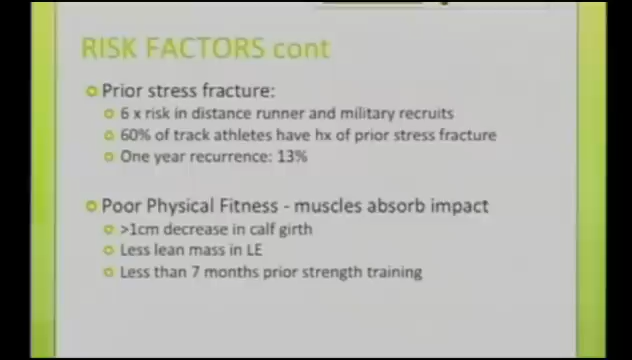 RISK FACTORS cont
Prior stress fracture:
6 x risk in distance runner and military recruits
60% of track athletes have hx of prior stress fracture
One year recurrence: 13%
Poor Physical Fitness - muscles absorb impact
>1cm decrease in calf girth
Less lean mass in LE
Less than 7 months prior strength training